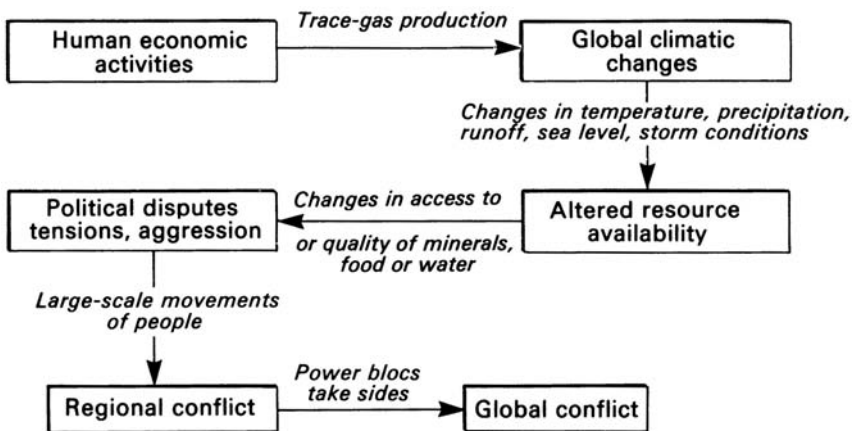 Trace-gas production
Human economic
activities
Global climatic
changes
Changes in temperature, precipitation,
runoff, sea level, storm conditions
Altered resource
availability
Changes in access to
or quality of minerals,
food or water
Political disputes
tensions, aggression
Large-scale movements
of people
Regional conflict
Power blocs
take sides
Global conflict